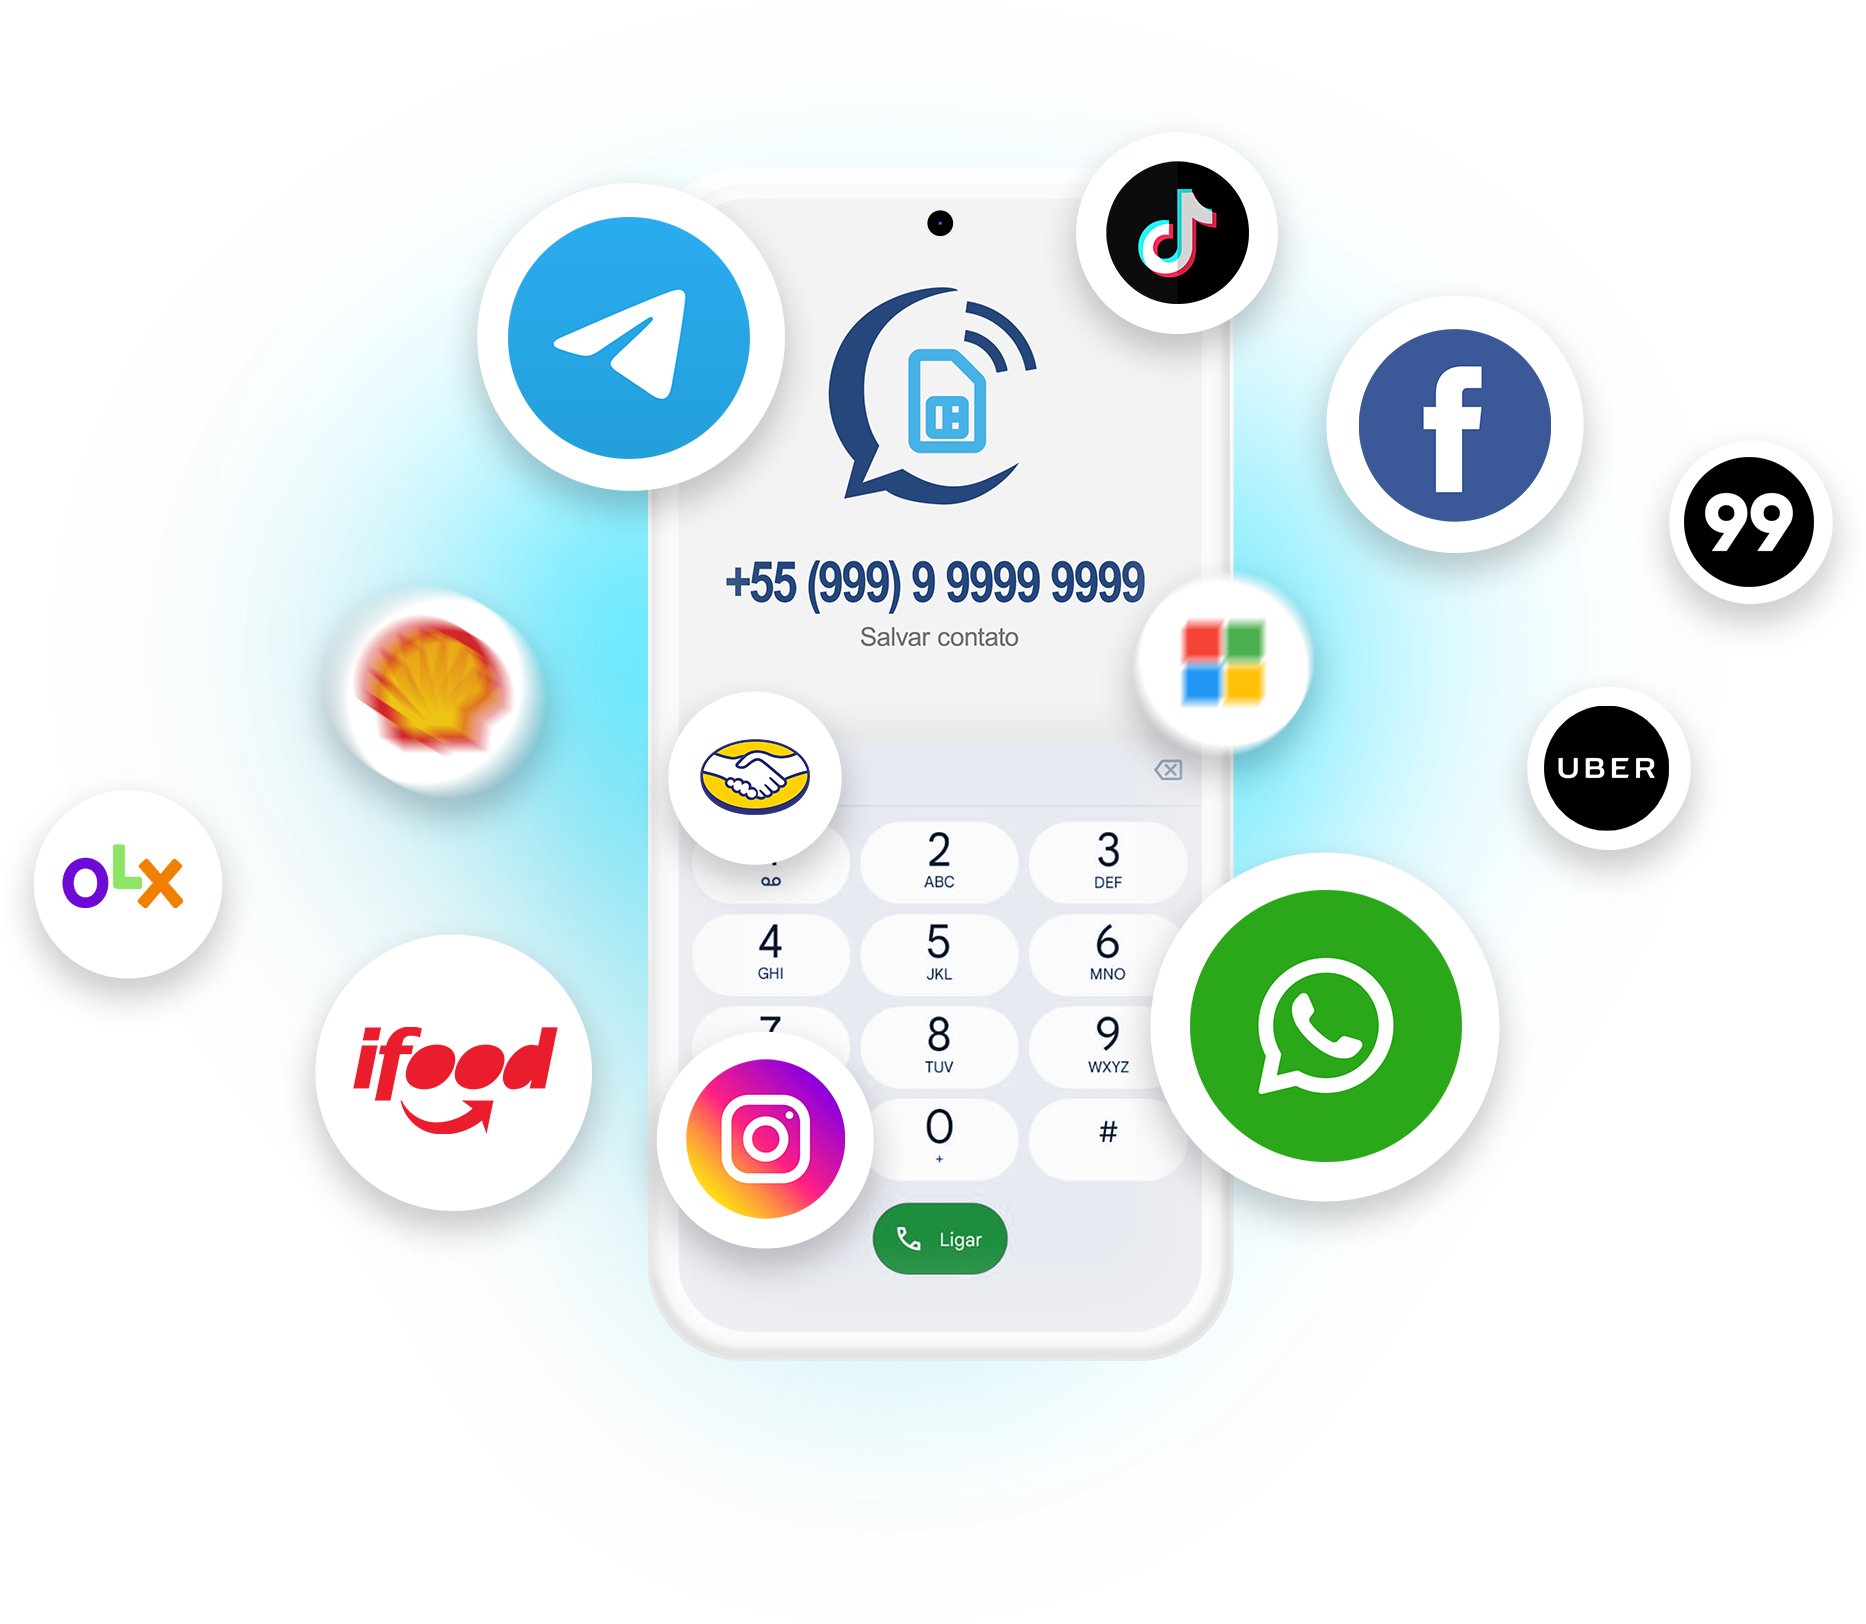 +55 (999) 9 9999 9999
Salvar contato
99
UBER
OLX
ifood
2
ABC
3
DEF
4
GHI
5
JKL
6
MNO
7
8
TUV
9
WXYZ
0
+
#
Ligar